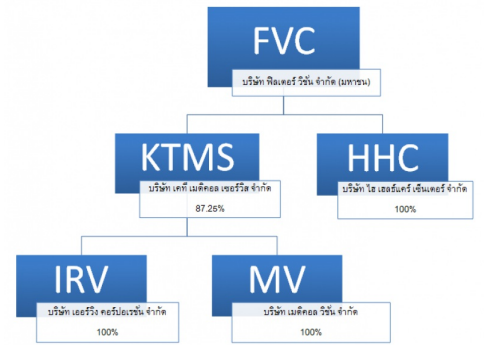 FVC
บริษัท ฟิลเตอร์ วิชั่น จำกัด (มหาชน)
KTMS
บริษัท เคที เมดิคอล เซอร์วิส จำกัด
87.25%
HHC
บริษัท ไฮ เฮลธ์แคร์ เซ็นเตอร์ จำกัด
100%
IRV
บริษัท เออร์วิง คอร์ปอเรชั่น จำกัด
100%
MV
บริษัท เมดิคอล วิชั่น จำกัด
100%